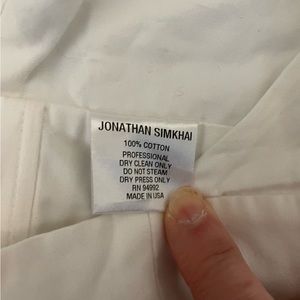 JONATHAN SIMKHAI
100% COTTON
PROFESSIONAL
DRY CLEAN ONLY
DO NOT STEAM
DRY PRESS ONLY
RN 94992
MADE IN USA